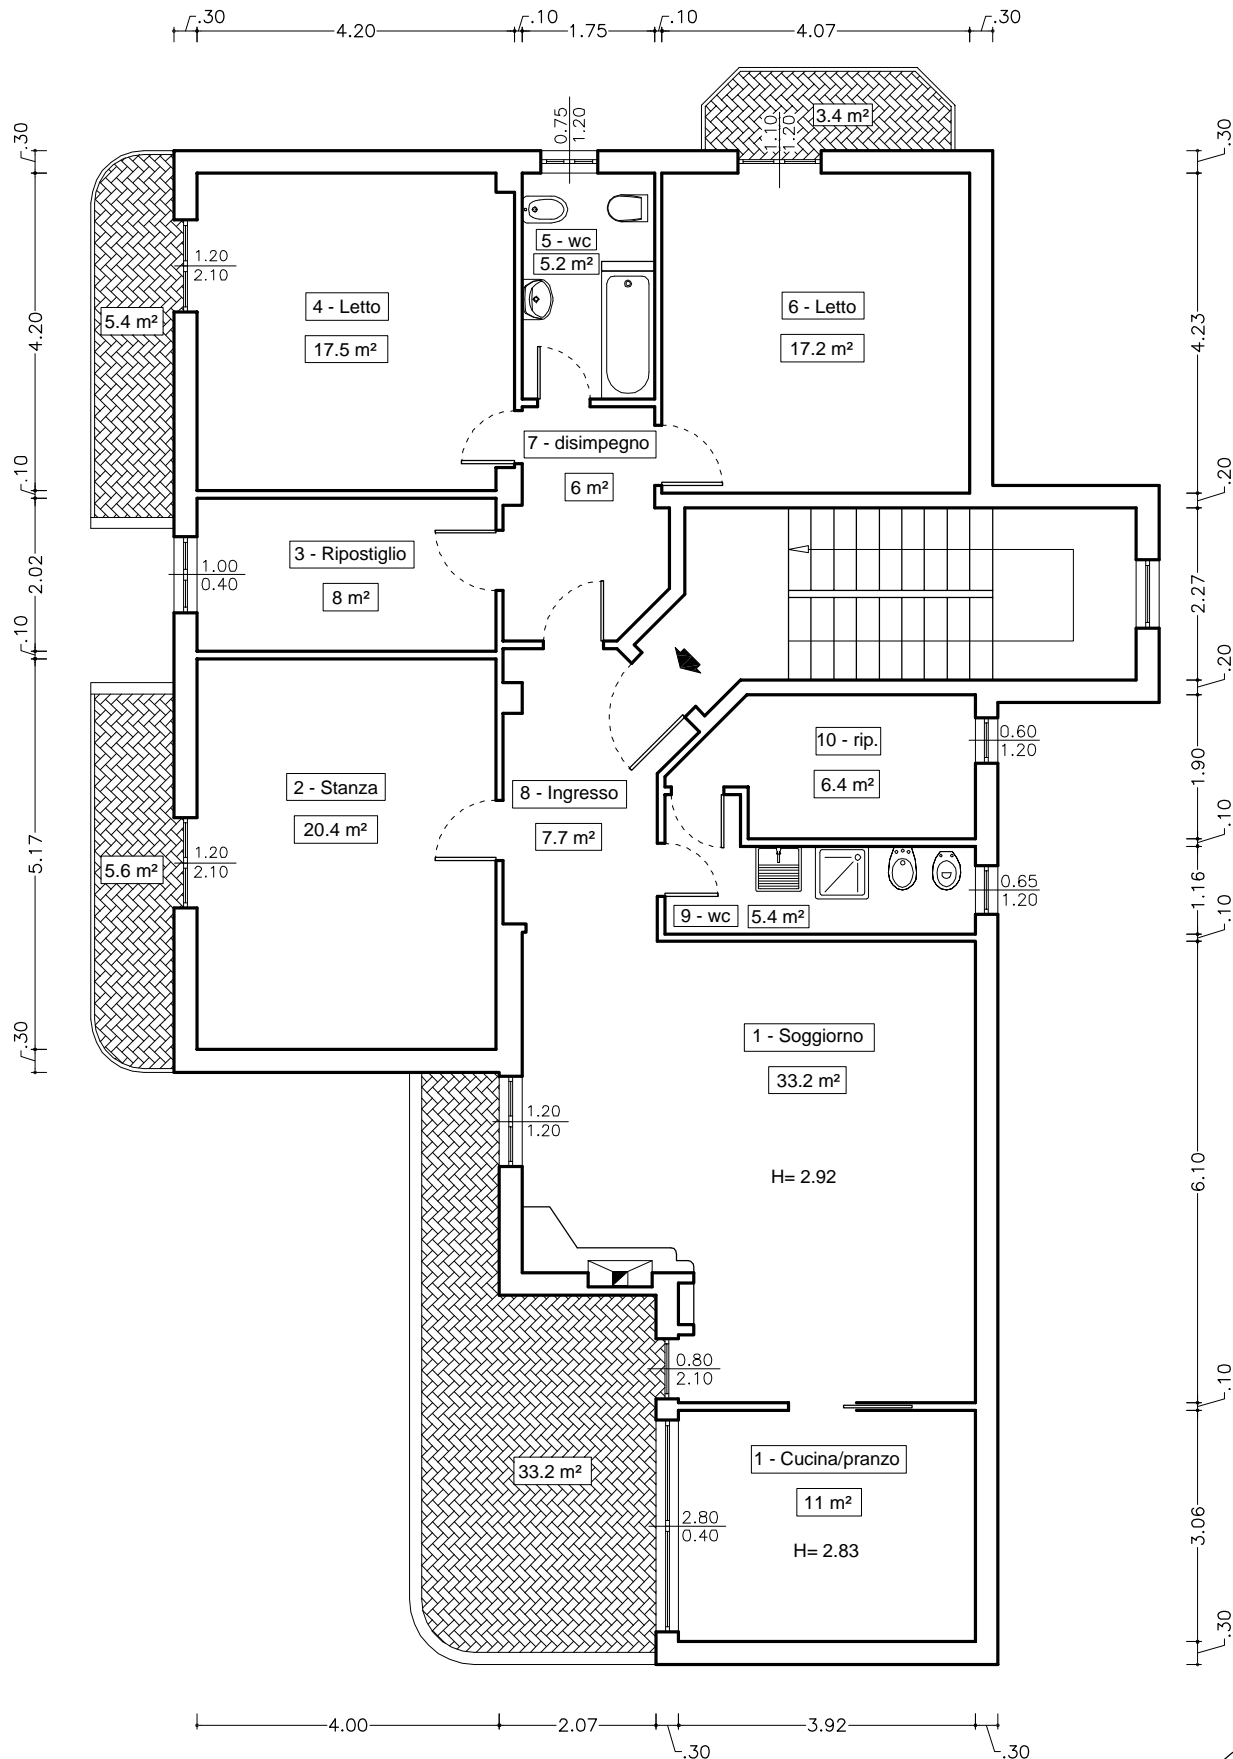 .30
4.20
.10
1.75
.10
4.07
.30
3.4 m²
0.75
1.20
1.10
1.20
.30
.30
5 - wc
5.2 m²
1.20
2.10
4 - Letto
17.5 m²
6 - Letto
17.2 m²
5.4 m²
4.20
4.23
7 - disimpegno
6 m²
.10
.20
3 - Ripostiglio
8 m²
1.00
0.40
2.02
2.27
.10
.20
10 - rip.
6.4 m²
0.60
1.20
1.90
2 - Stanza
20.4 m²
8 - Ingresso
7.7 m²
5.6 m²
1.20
2.10
5.17
.10
1.16
0.65
1.20
9 - wc
5.4 m²
.10
1 - Soggiorno
33.2 m²
.30
1.20
1.20
H= 2.92
6.10
0.80
2.10
.10
1 - Cucina/pranzo
11 m²
33.2 m²
2.80
0.40
H= 2.83
3.06
.30
4.00
2.07
.30
3.92
.30